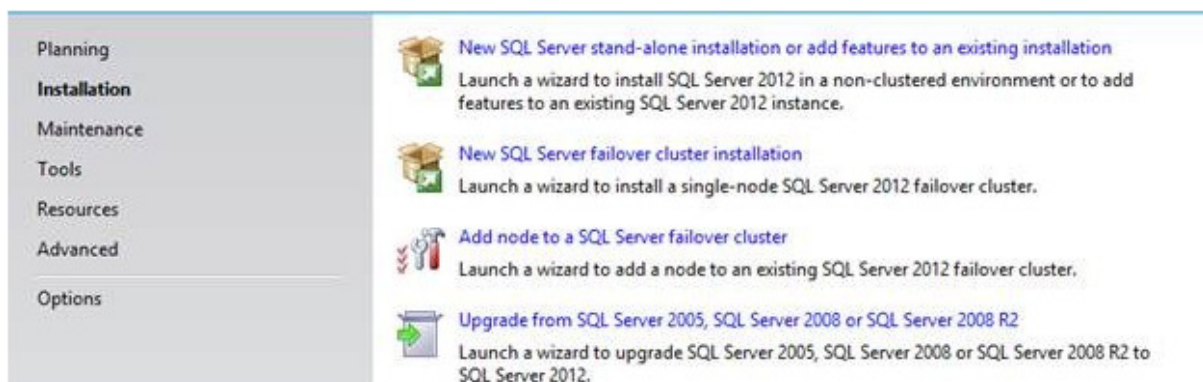 Planning
Installation
Maintenance
Tools
Resources
Advanced
Options
New SQL Server stand-alone installation or add features to an existing installation
Launch a wizard to install SQL Server 2012 in a non-clustered environment or to add
features to an existing SQL Server 2012 instance.
New SQL Server failover cluster installation
Launch a wizard to install a single-node SQL Server 2012 failover cluster.
Add node to a SQL Server failover cluster
Launch a wizard to add a node to an existing SQL Server 2012 failover cluster.
Upgrade from SQL Server 2005, SQL Server 2008 or SQL Server 2008 R2
Launch a wizard to upgrade SQL Server 2005, SQL Server 2008 or SQL Server 2008 R2 to
SQL Server 2012.